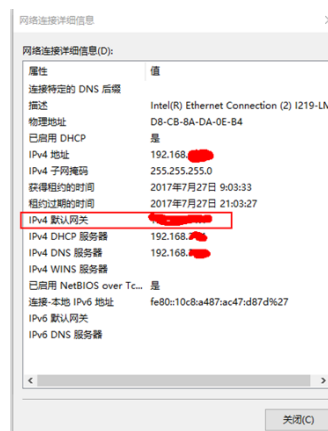 网络连接详细信息
网络连接详细信息(D):
属性 值
连接特定的 DNS 后缀
描述 Intel(R) Ethernet Connection (2) I219-LM
物理地址 D8-CB-8A-DA-0E-B4
已启用 DHCP 是
IPv4 地址 192.168.
IPv4 子网掩码 255.255.255.0
获得租约的时间 2017年7月27日 9:03:33
租约过期的时间 2017年7月27日 21:03:27
IPv4 默认网关
IPv4 DHCP 服务器 192.168.
IPv4 DNS 服务器 192.168.
IPv4 WINS 服务器
已启用 NetBIOS over Tc... 是
连接-本地 IPv6 地址 fe80::10c8:a487:ac47:d87d%27
IPv6 默认网关
IPv6 DNS 服务器
关闭(C)